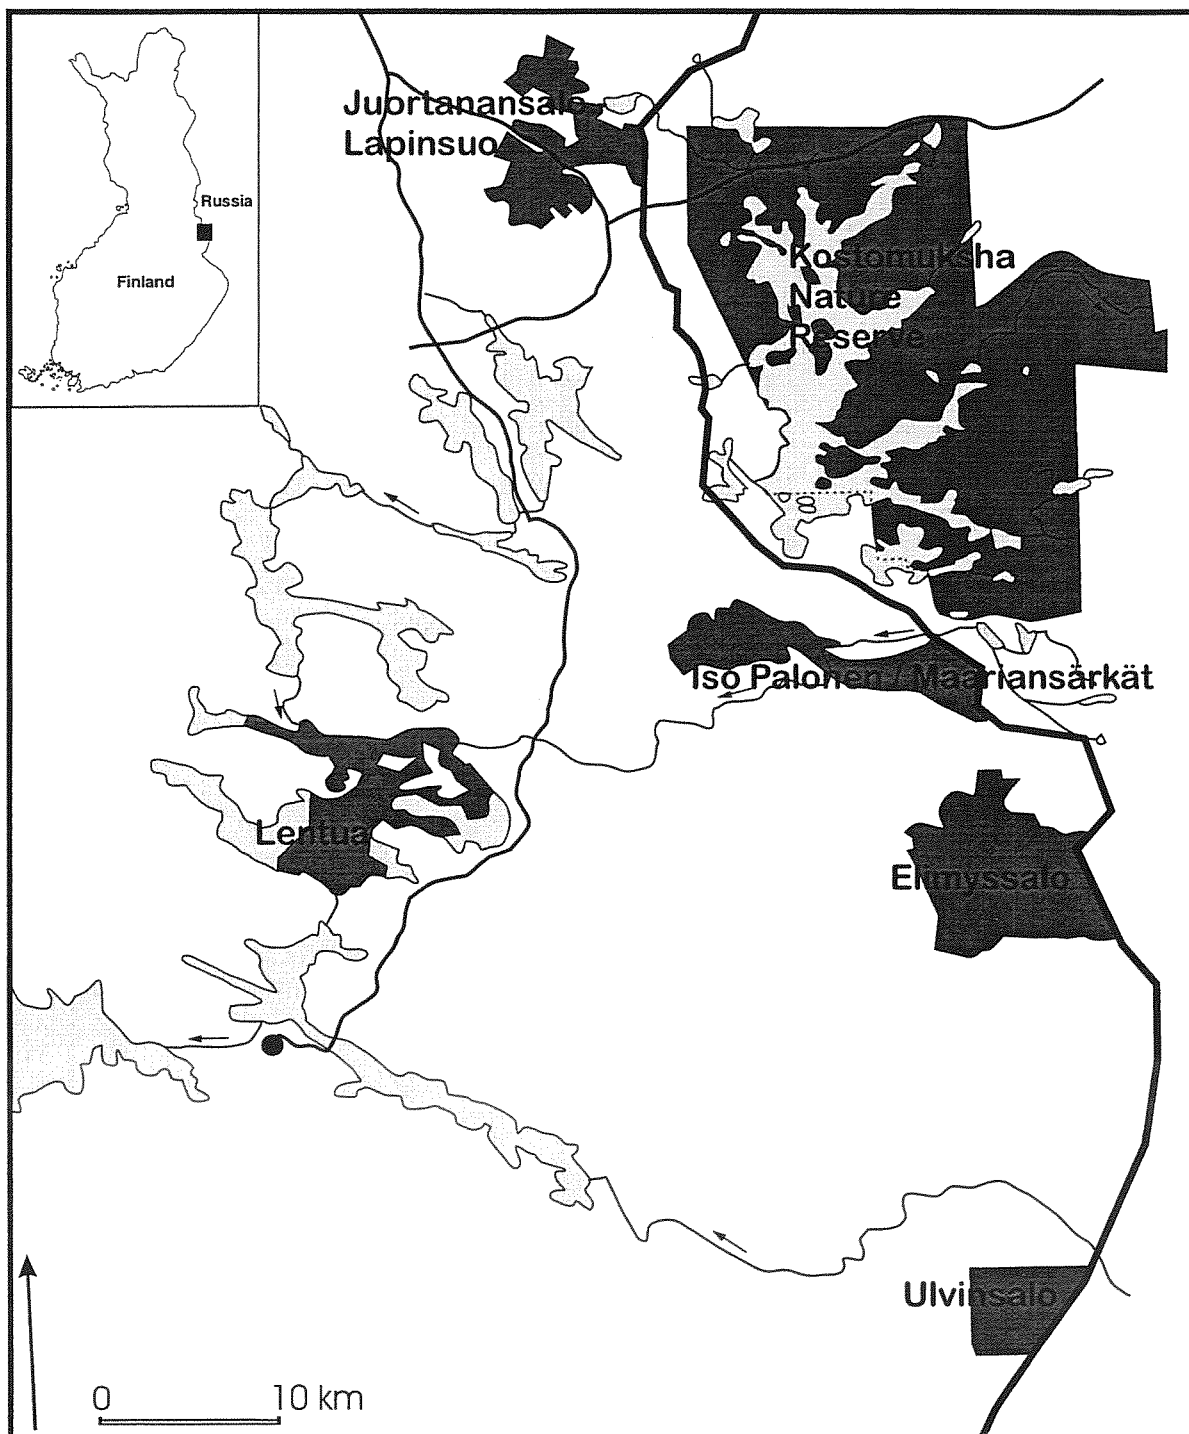 Juortanansalo
Lapinsuo
Russia
Finland
Kostomuksha
Nature
Reserve
Iso Palonen / Maariansärkät
Lentua
Elimyssalo
Ulvinsalo
0 10 km